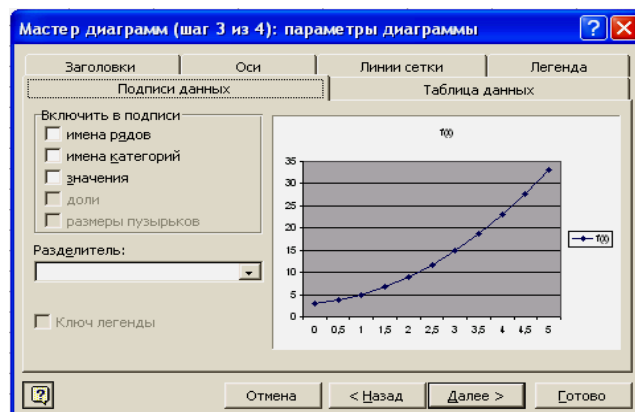 Мастер диаграмм (шаг 3 из 4): параметры диаграммы
Заголовки Оси Линии сетки Легенда
Подписи данных Таблица данных
Включить в подписи
имена рядов
имена категорий
значения
доли
размеры пузырьков
Разделитель:
Ключ легенды
f(t)
35
30
25
20
15
10
5
0
0 0,5 1 1,5 2 2,5 3 3,5 4 4,5 5
f(t)
Отмена < Назад Далее > Готово